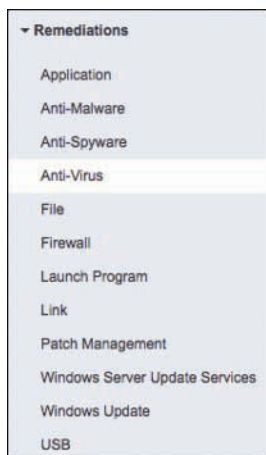 Remediations
Application
Anti-Malware
Anti-Spyware
Anti-Virus
File
Firewall
Launch Program
Link
Patch Management
Windows Server Update Services
Windows Update
USB